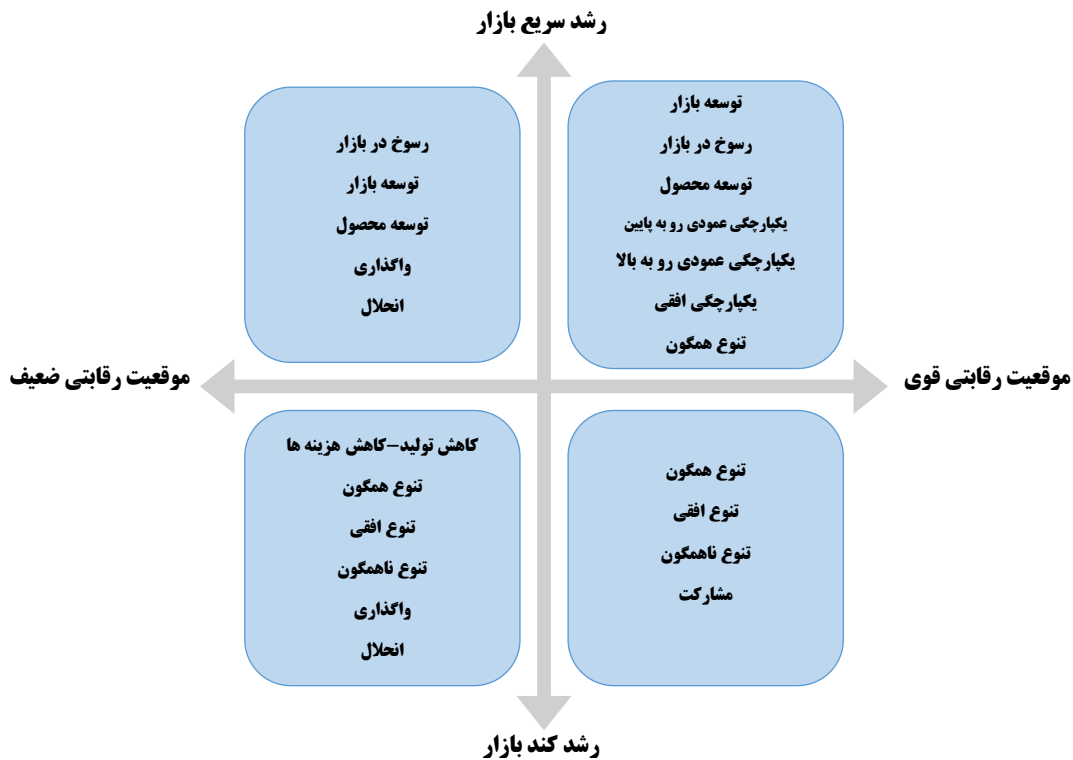 رشد سریع بازار
توسعه بازار
رسوخ در بازار
توسعه محصول
یکپارچگی عمودی رو به پایین
یکپارچگی عمودی رو به بالا
یکپارچگی افقی
تنوع همگون
رسوخ در بازار
توسعه بازار
توسعه محصول
واگذاری
انحلال
موقعیت رقابتی قوی
موقعیت رقابتی ضعیف
تنوع همگون
تنوع افقی
تنوع ناهمگون
مشارکت
کاهش تولید–کاهش هزینه ها
تنوع همگون
تنوع افقی
تنوع ناهمگون
واگذاری
انحلال
رشد کند بازار